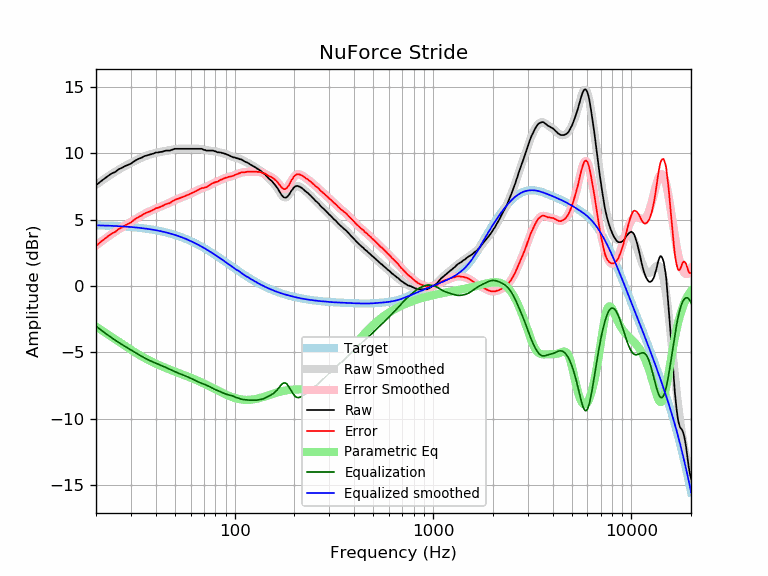 NuForce Stride
Amplitude (dBr)
15
10
5
0
−5
−10
−15
Target
Raw Smoothed
Error Smoothed
Raw
Error
Parametric Eq
Equalization
Equalized smoothed
100 1000 10000
Frequency (Hz)